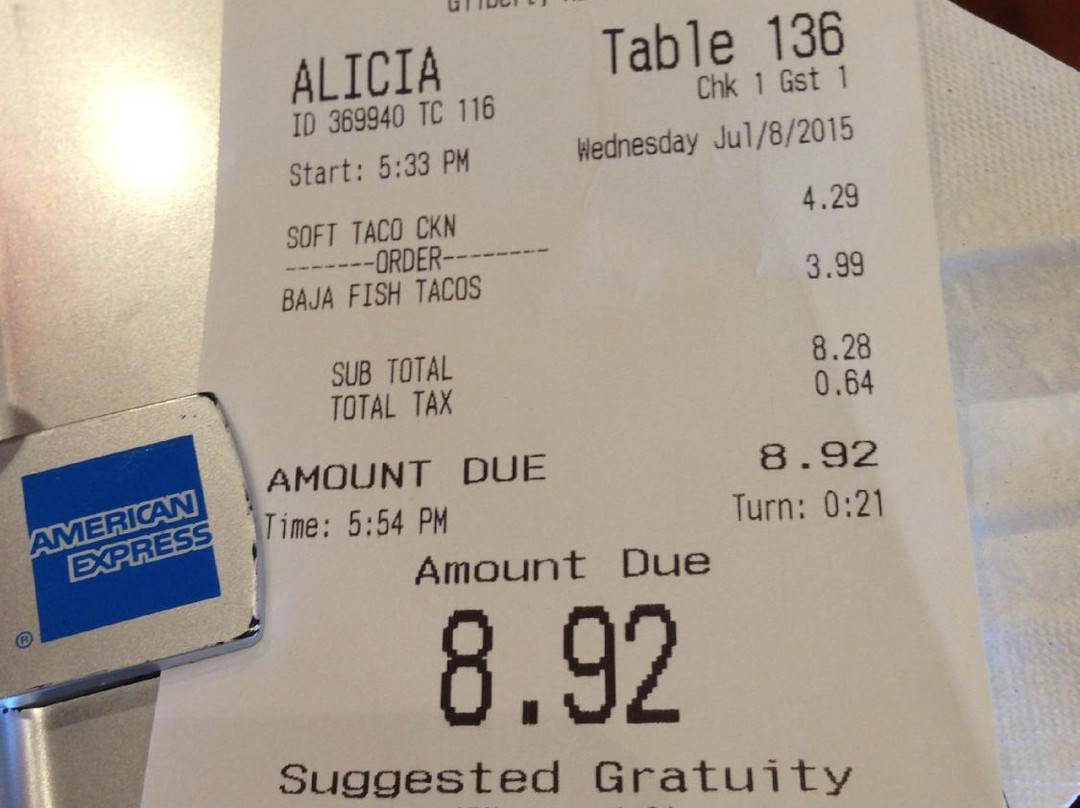 ALICIA Table 136
ID 369940 TC 116 Chk 1 Gst 1
Start: 5:33 PM Wednesday Jul/8/2015
SOFT TACO CKN 4.29
-------ORDER--------
BAJA FISH TACOS 3.99
SUB TOTAL 8.28
TOTAL TAX 0.64
AMOUNT DUE 8.92
Time: 5:54 PM Turn: 0:21
Amount Due
8.92
Suggested Gratuity
AMERICAN
EXPRESS
®